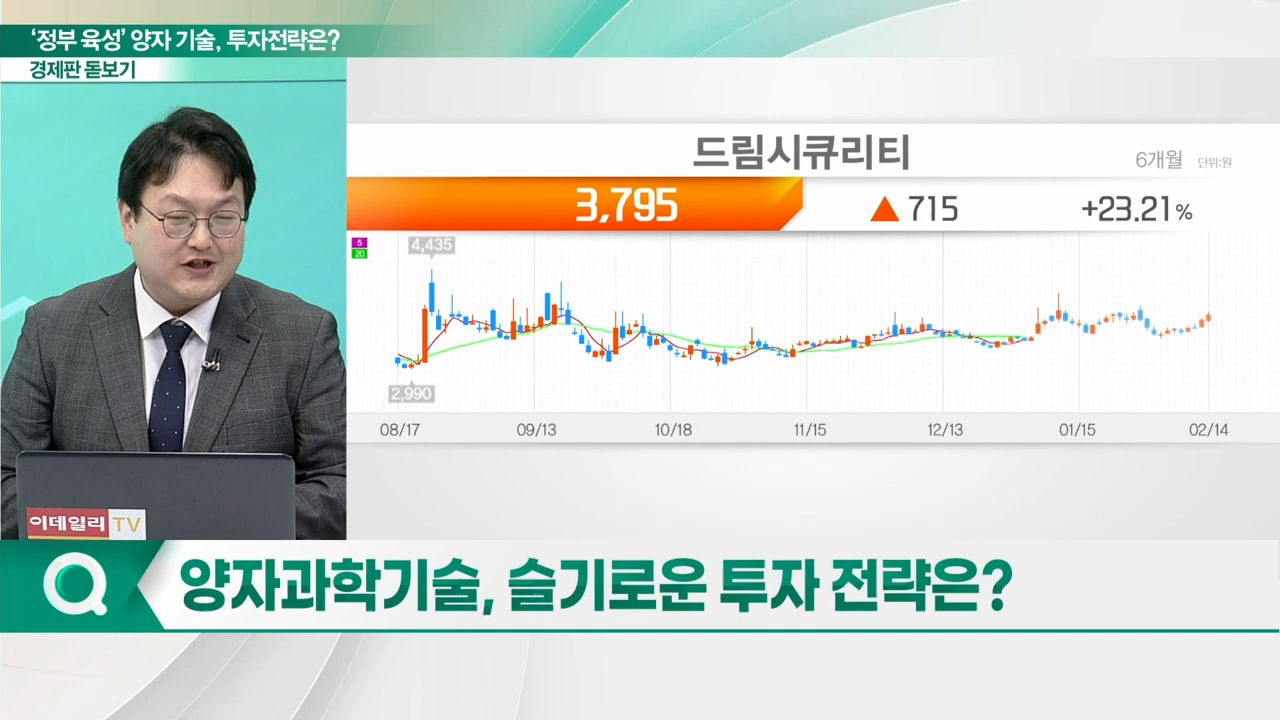 ‘정부 육성’ 양자 기술, 투자전략은?
경제판 돋보기
드림시큐리티
6개월 단위:원
3,795 ▲ 715 +23.21%
5
20
4,435
2,990
08/17 09/13 10/18 11/15 12/13 01/15 02/14
이데일리 TV
Q 양자과학기술, 슬기로운 투자 전략은?